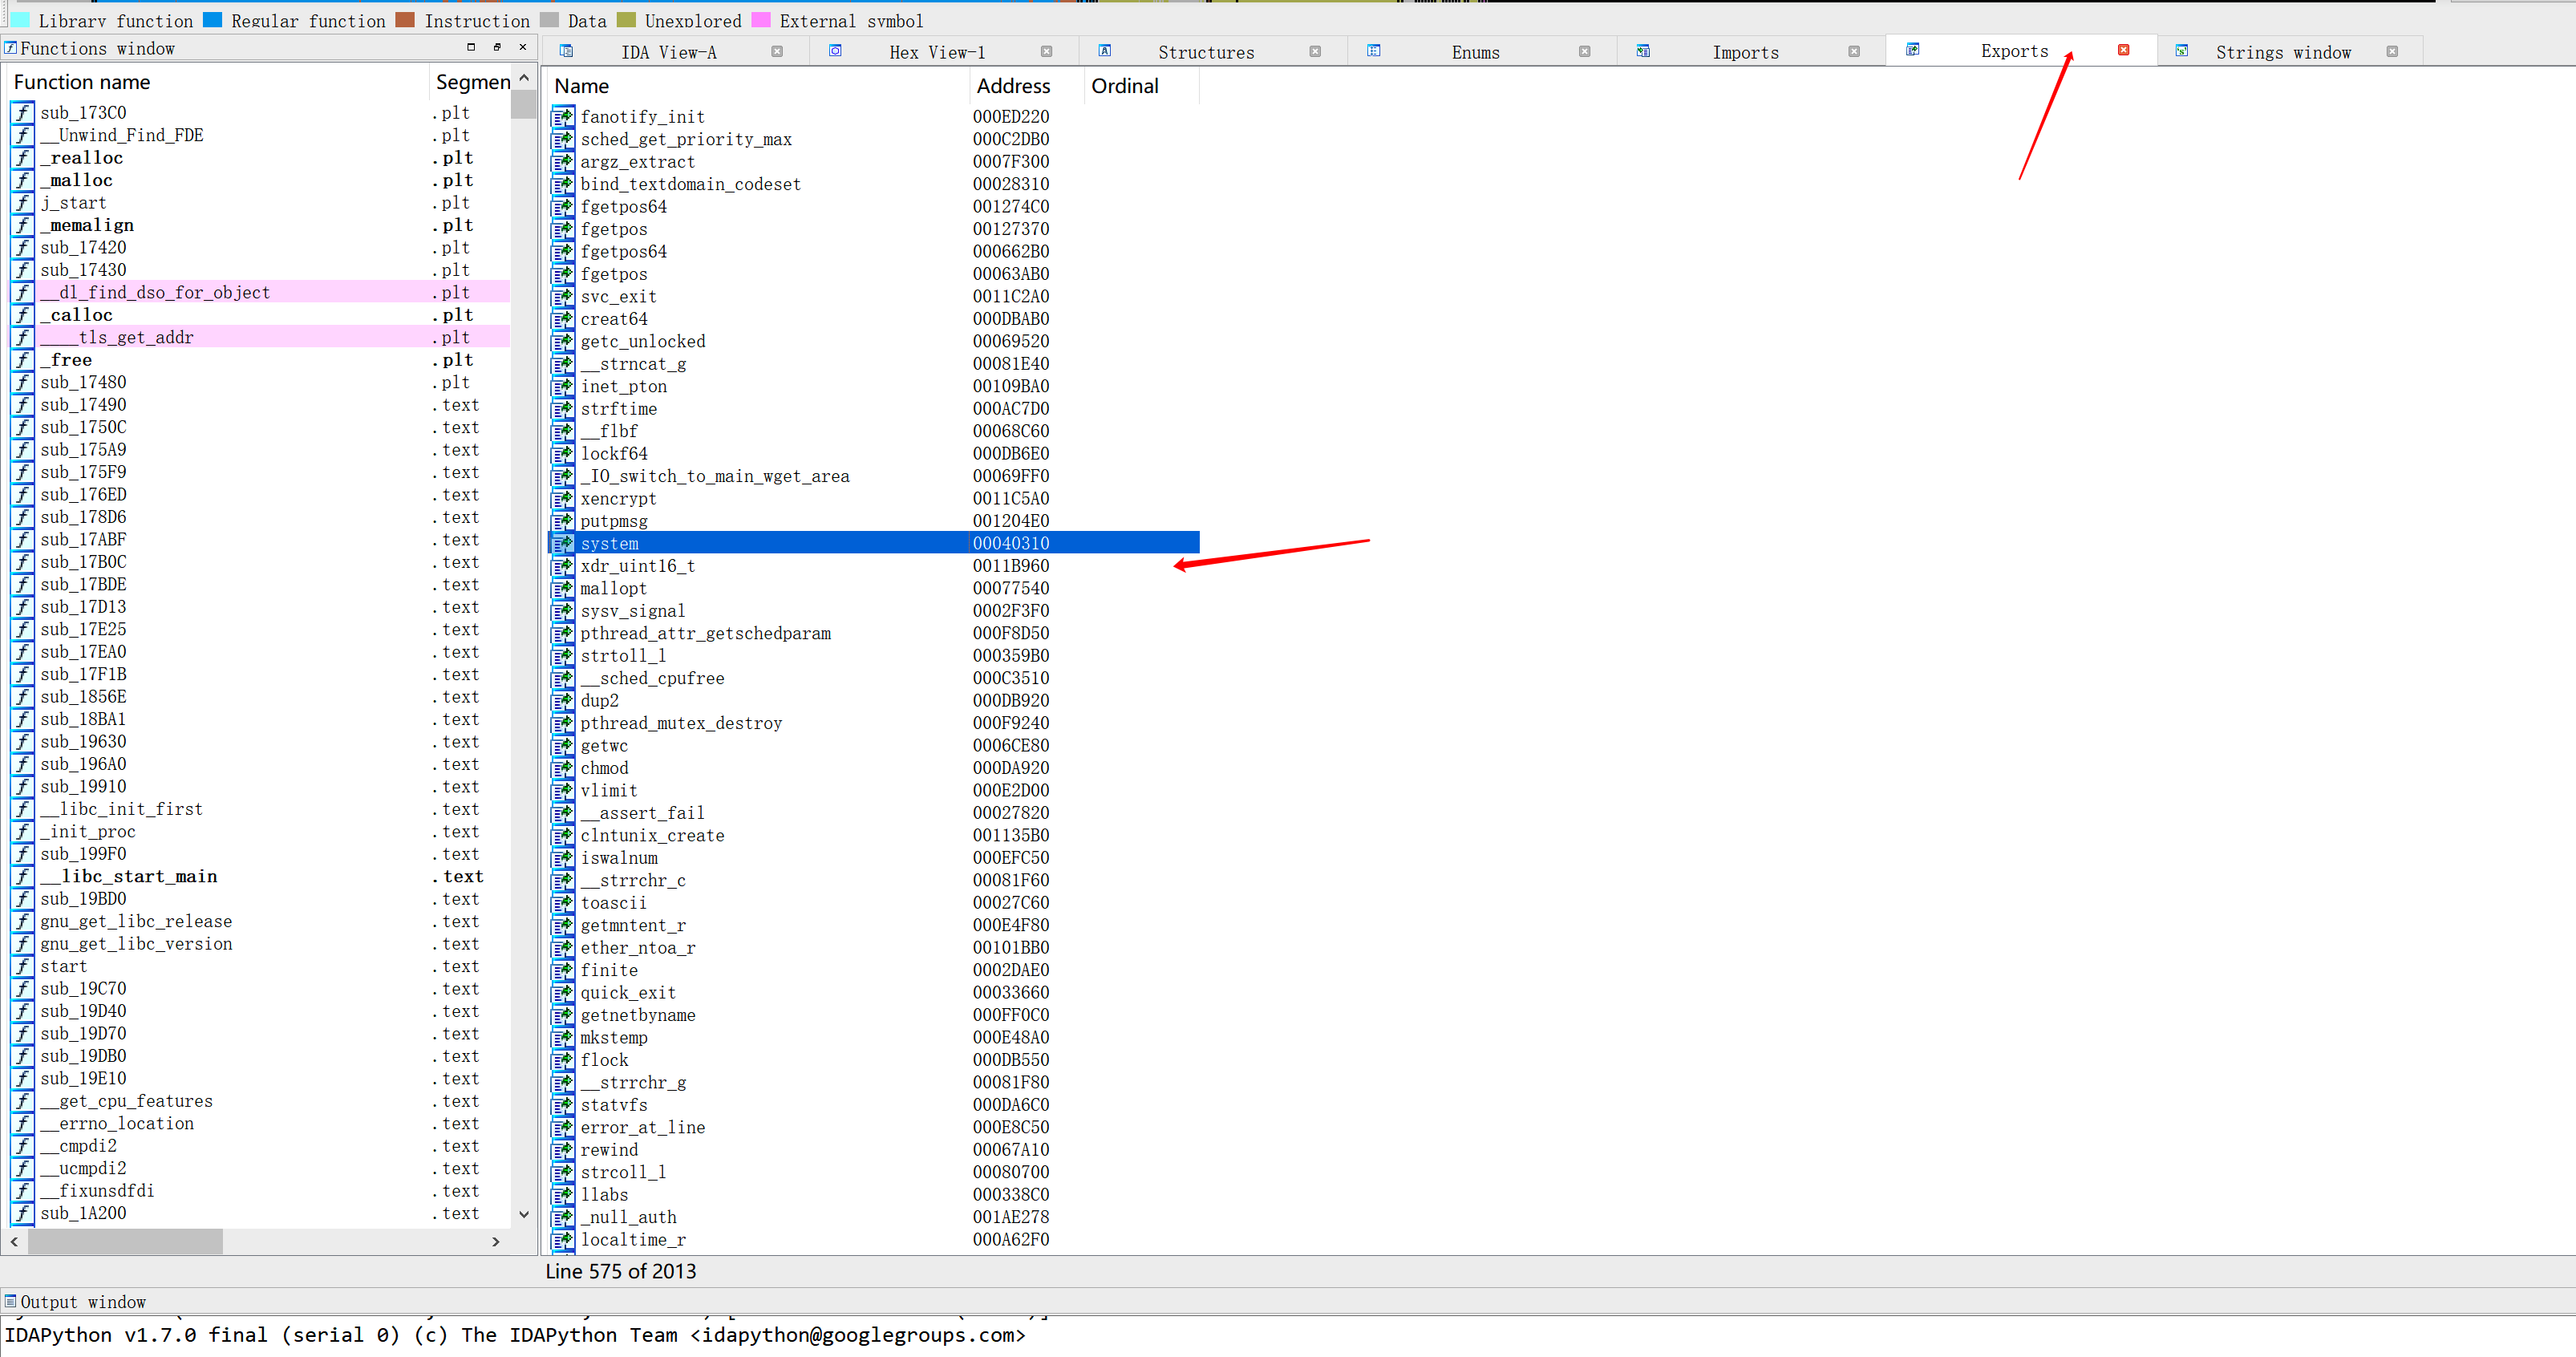 Library function Regular function Instruction Data Unexplored External symbol
Functions window
Function name Segmen
sub_173C0 .plt
__Unwind_Find_FDE .plt
_realloc .plt
_malloc .plt
j_start .plt
_memalign .plt
sub_17420 .plt
sub_17430 .plt
__dl_find_dso_for_object .plt
_calloc .plt
____tls_get_addr .plt
_free .plt
sub_17480 .plt
sub_17490 .text
sub_1750C .text
sub_175A9 .text
sub_175F9 .text
sub_176ED .text
sub_178D6 .text
sub_17ABF .text
sub_17B0C .text
sub_17BDE .text
sub_17D13 .text
sub_17E25 .text
sub_17EA0 .text
sub_17F1B .text
sub_1856E .text
sub_18BA1 .text
sub_19630 .text
sub_196A0 .text
sub_19910 .text
__libc_init_first .text
_init_proc .text
sub_199F0 .text
__libc_start_main .text
sub_19BD0 .text
gnu_get_libc_release .text
gnu_get_libc_version .text
start .text
sub_19C70 .text
sub_19D40 .text
sub_19D70 .text
sub_19DB0 .text
sub_19E10 .text
__get_cpu_features .text
__errno_location .text
__cmpdi2 .text
__ucmpdi2 .text
__fixunsdfdi .text
sub_1A200 .text
IDA View-A Hex View-1 Structures Enums Imports Exports Strings window
Name Address Ordinal
fanotify_init 000ED220
sched_get_priority_max 000C2DB0
argz_extract 0007F300
bind_textdomain_codeset 00028310
fgetpos64 001274C0
fgetpos 00127370
fgetpos64 000662B0
fgetpos 00063AB0
svc_exit 0011C2A0
creat64 000DBAB0
getc_unlocked 00069520
__strncat_g 00081E40
inet_pton 00109BA0
strftime 000AC7D0
__flbf 00068C60
lockf64 000DB6E0
_IO_switch_to_main_wget_area 00069FF0
xencrypt 0011C5A0
putpmsg 001204E0
system 00040310
xdr_uint16_t 0011B960
mallopt 00077540
sysv_signal 0002F3F0
pthread_attr_getschedparam 000F8D50
strtoll_l 000359B0
__sched_cpufree 000C3510
dup2 000DB920
pthread_mutex_destroy 000F9240
getwc 0006CE80
chmod 000DA920
vlimit 000E2D00
__assert_fail 00027820
clntunix_create 001135B0
iswalnum 000EFC50
__strrchr_c 00081F60
toascii 00027C60
getmntent_r 000E4F80
ether_ntoa_r 00101BB0
finite 0002DAE0
quick_exit 00033660
getnetbyname 000FF0C0
mkstemp 000E48A0
flock 000DB550
__strrchr_g 00081F80
statvfs 000DA6C0
error_at_line 000E8C50
rewind 00067A10
strcoll_l 00080700
llabs 000338C0
_null_auth 001AE278
localtime_r 000A62F0
Line 575 of 2013
Output window
IDAPython v1.7.0 final (serial 0) (c) The IDAPython Team <idapython@googlegroups.com>